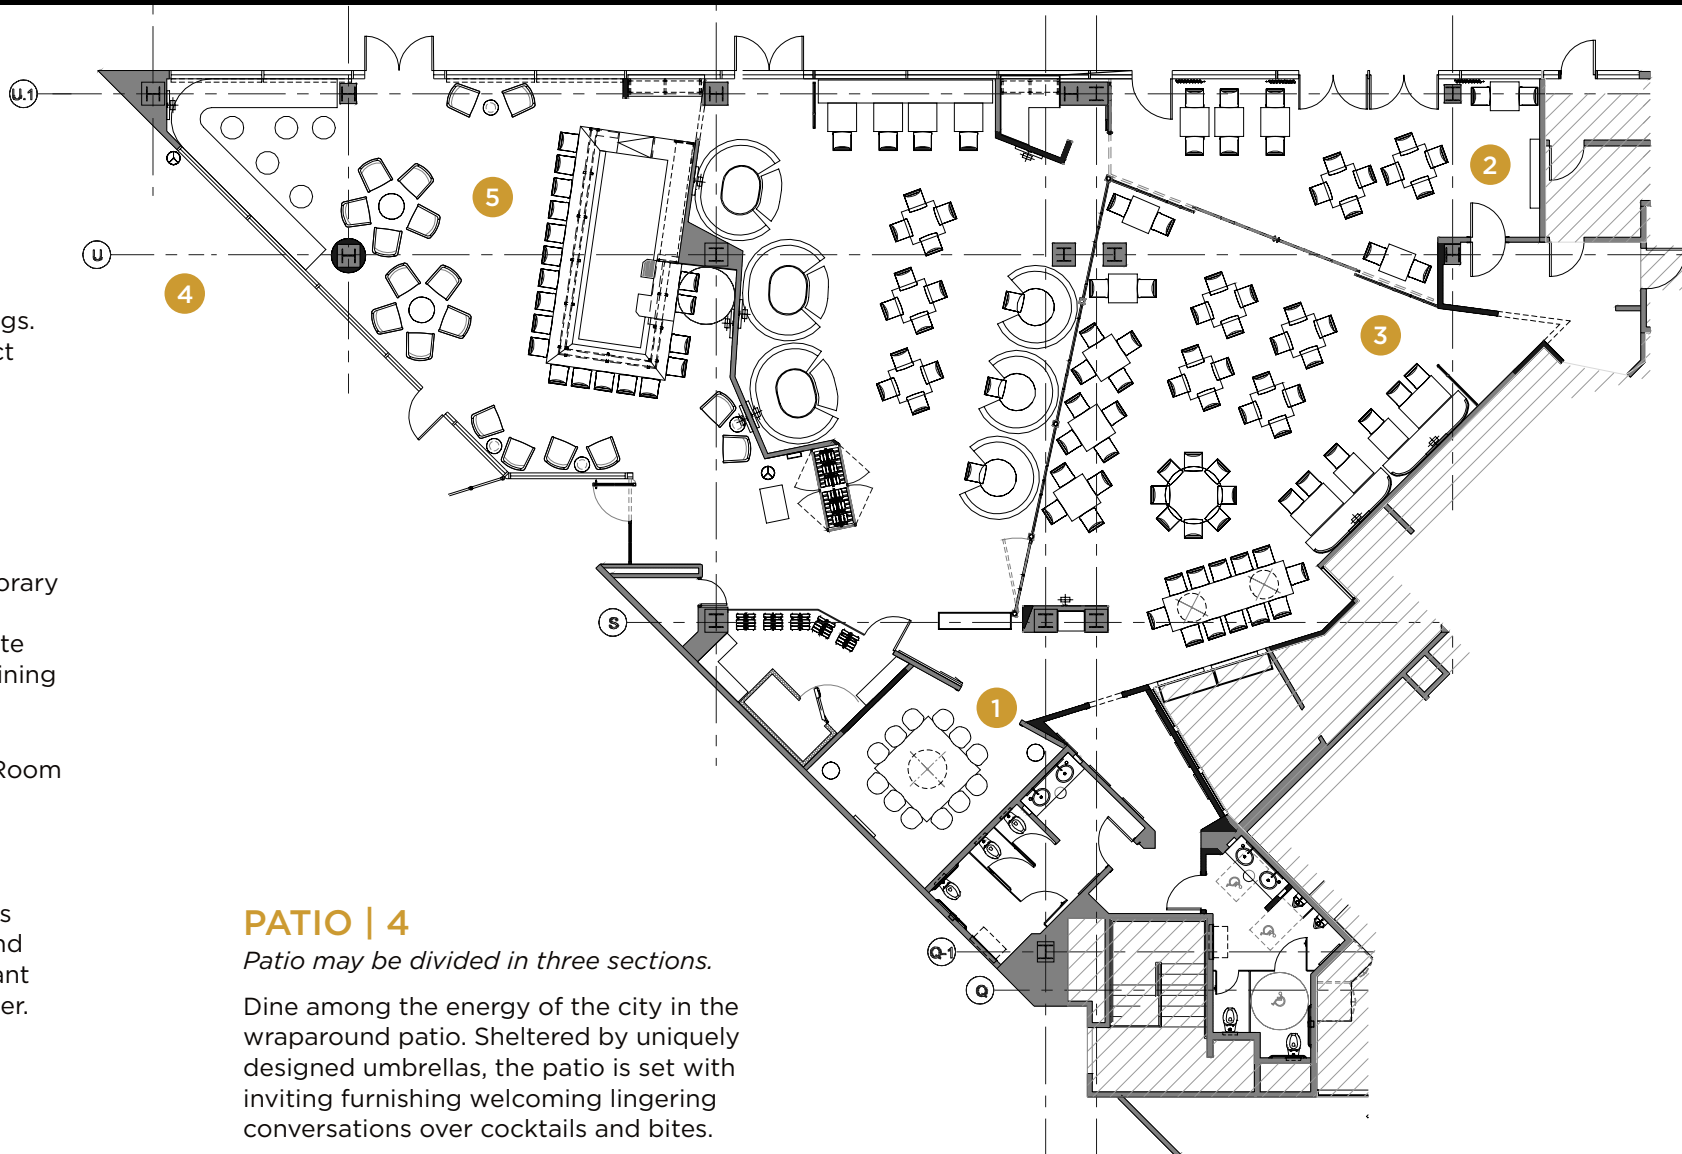 U.1
5
2
U
4
3
gs.
ct
orary
S
te
ining
1
Room
s
nd
ant
er.
PATIO | 4
Patio may be divided in three sections.
Dine among the energy of the city in the
wraparound patio. Sheltered by uniquely
designed umbrellas, the patio is set with
inviting furnishing welcoming lingering
conversations over cocktails and bites.
Q-1
Q